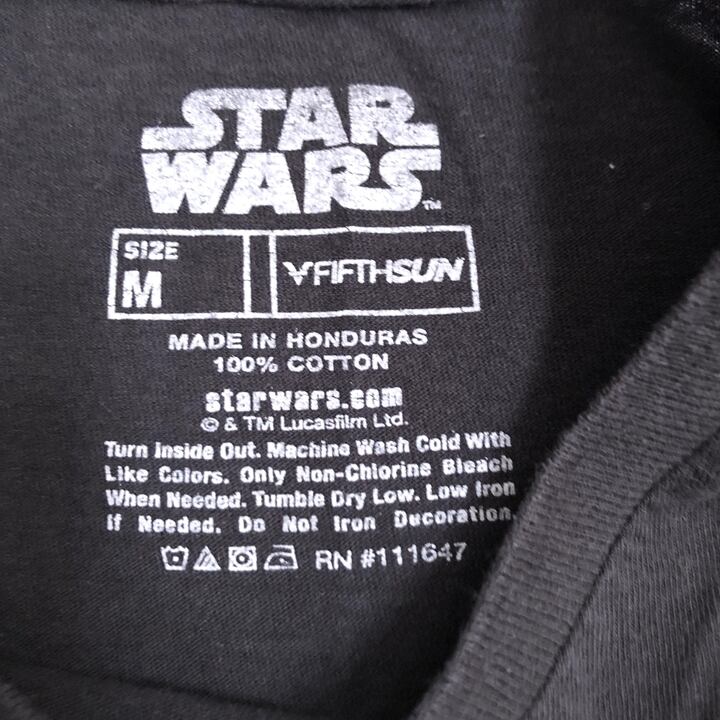 STAR
WARS
TM
SIZE
M
FIFTHSUN
MADE IN HONDURAS
100% COTTON
starwars.com
© & TM Lucasfilm Ltd.
Turn Inside Out. Machine Wash Cold With
Like Colors. Only Non-Chlorine Bleach
When Needed. Tumble Dry Low. Low Iron
If Needed. Do Not Iron Ducoration.
RN #111647